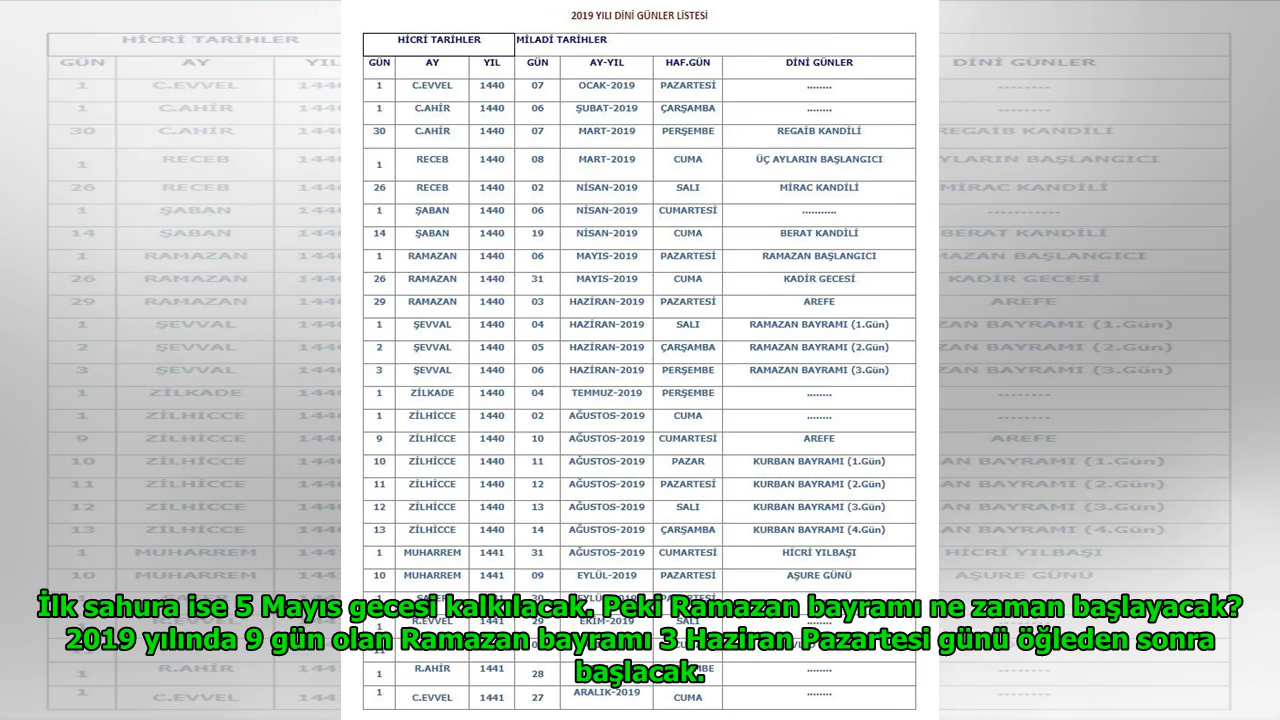 2019 YILI DİNİ GÜNLER LİSTESİ
HİCRİ TARİHLER MİLADİ TARİHLER
GÜN AY YIL GÜN AY-YIL HAF.GÜN DİNİ GÜNLER
1 C.EVVEL 1440 07 OCAK-2019 PAZARTESİ ........
1 C.AHİR 1440 06 ŞUBAT-2019 ÇARŞAMBA ........
30 C.AHİR 1440 07 MART-2019 PERŞEMBE REGAİB KANDİLİ
1 RECEB 1440 08 MART-2019 CUMA ÜÇ AYLARIN BAŞLANGICI
26 RECEB 1440 02 NİSAN-2019 SALI MİRAC KANDİLİ
1 ŞABAN 1440 06 NİSAN-2019 CUMARTESİ ...........
14 ŞABAN 1440 19 NİSAN-2019 CUMA BERAT KANDİLİ
1 RAMAZAN 1440 06 MAYIS-2019 PAZARTESİ RAMAZAN BAŞLANGICI
26 RAMAZAN 1440 31 MAYIS-2019 CUMA KADİR GECESİ
29 RAMAZAN 1440 03 HAZİRAN-2019 PAZARTESİ AREFE
1 ŞEVVAL 1440 04 HAZİRAN-2019 SALI RAMAZAN BAYRAMI (1.Gün)
2 ŞEVVAL 1440 05 HAZİRAN-2019 ÇARŞAMBA RAMAZAN BAYRAMI (2.Gün)
3 ŞEVVAL 1440 06 HAZİRAN-2019 PERŞEMBE RAMAZAN BAYRAMI (3.Gün)
1 ZİLKADE 1440 04 TEMMUZ-2019 PERŞEMBE ........
1 ZİLHİCCE 1440 02 AĞUSTOS-2019 CUMA ........
9 ZİLHİCCE 1440 10 AĞUSTOS-2019 CUMARTESİ AREFE
10 ZİLHİCCE 1440 11 AĞUSTOS-2019 PAZAR KURBAN BAYRAMI (1.Gün)
11 ZİLHİCCE 1440 12 AĞUSTOS-2019 PAZARTESİ KURBAN BAYRAMI (2.Gün)
12 ZİLHİCCE 1440 13 AĞUSTOS-2019 SALI KURBAN BAYRAMI (3.Gün)
13 ZİLHİCCE 1440 14 AĞUSTOS-2019 ÇARŞAMBA KURBAN BAYRAMI (4.Gün)
1 MUHARREM 1441 31 AĞUSTOS-2019 CUMARTESİ HİCRİ YILBAŞI
10 MUHARREM 1441 09 EYLÜL-2019 PAZARTESİ AŞURE GÜNÜ
İlk sahura ise 5 Mayıs gecesi kalkılacak. Peki Ramazan bayramı ne zaman başlayacak?
2019 yılında 9 gün olan Ramazan bayramı 3 Haziran Pazartesi günü öğleden sonra
başlacak.
1 R.AHİR 1441 28 ........
1 C.EVVEL 1441 27 ARALIK-2019 CUMA ........